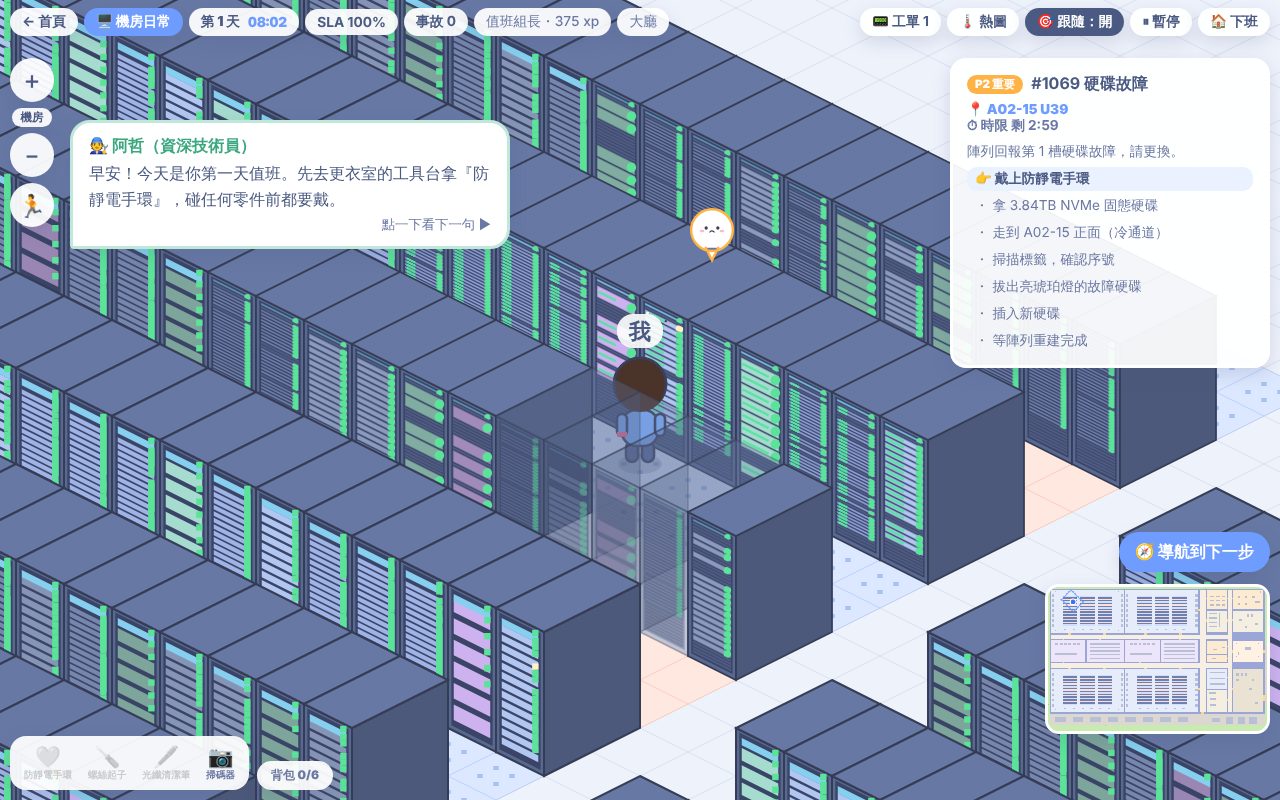 ← 首頁
🖥️ 機房日常
第 1 天 08:02
SLA 100%
事故 0
值班組長 · 375 xp
大廳
📟 工單 1
🌡️ 熱圖
🎯 跟隨：開
⏸ 暫停
🏠 下班
+
機房
−
👩‍🔧 阿哲（資深技術員）
早安！今天是你第一天值班。先去更衣室的工具台拿『防
靜電手環』，碰任何零件前都要戴。
點一下看下一句 ▶
P2 重要 #1069 硬碟故障
📍 A02-15 U39
⏱ 時限 剩 2:59
陣列回報第 1 槽硬碟故障，請更換。
👉 戴上防靜電手環
· 拿 3.84TB NVMe 固態硬碟
· 走到 A02-15 正面（冷通道）
· 掃描標籤，確認序號
· 拔出亮琥珀燈的故障硬碟
· 插入新硬碟
· 等陣列重建完成
我
🧭 導航到下一步
防靜電手環
螺絲起子
光纖清潔筆
掃碼器
背包 0/6